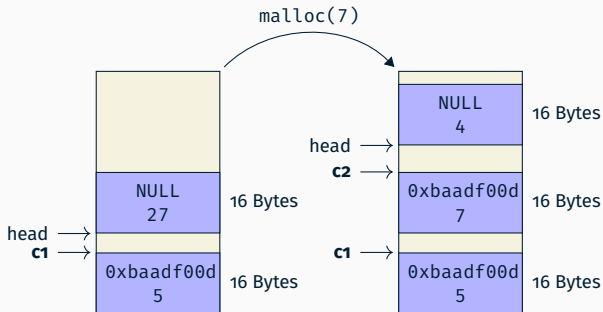 malloc(7)
NULL
27
16 Bytes
head
c1
0xbaadf00d
5
16 Bytes
NULL
4
16 Bytes
head
c2
0xbaadf00d
7
16 Bytes
c1
0xbaadf00d
5
16 Bytes